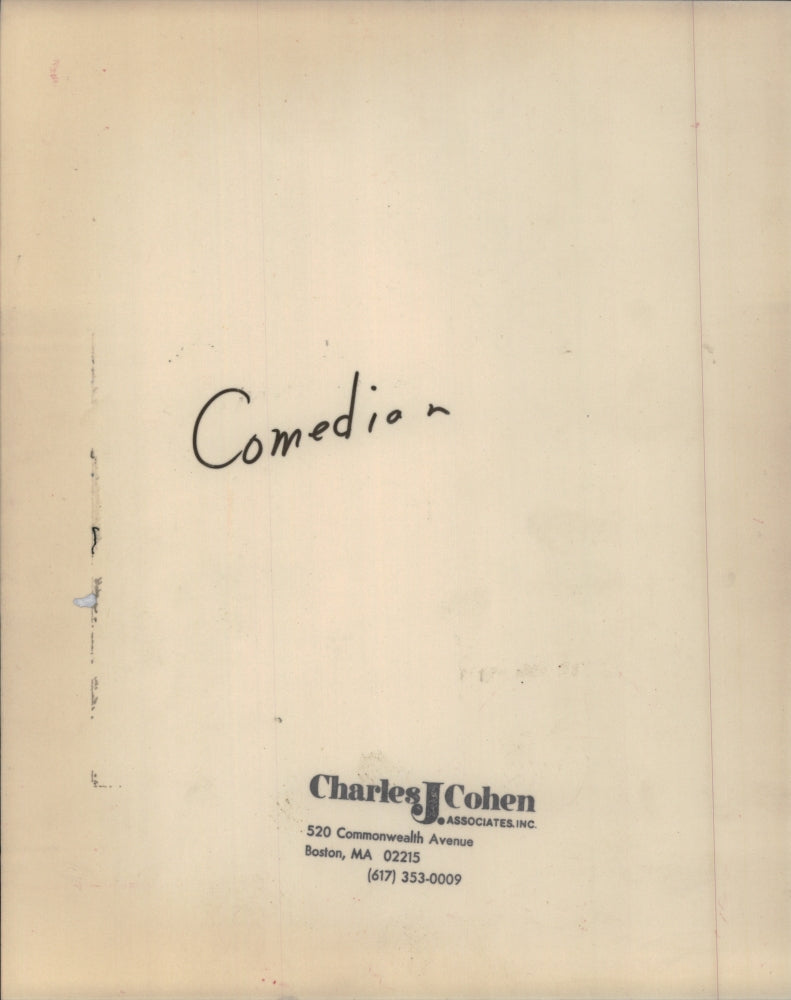 Comedian
Charles J. Cohen
ASSOCIATES, INC.
520 Commonwealth Avenue
Boston, MA 02215
(617) 353-0009